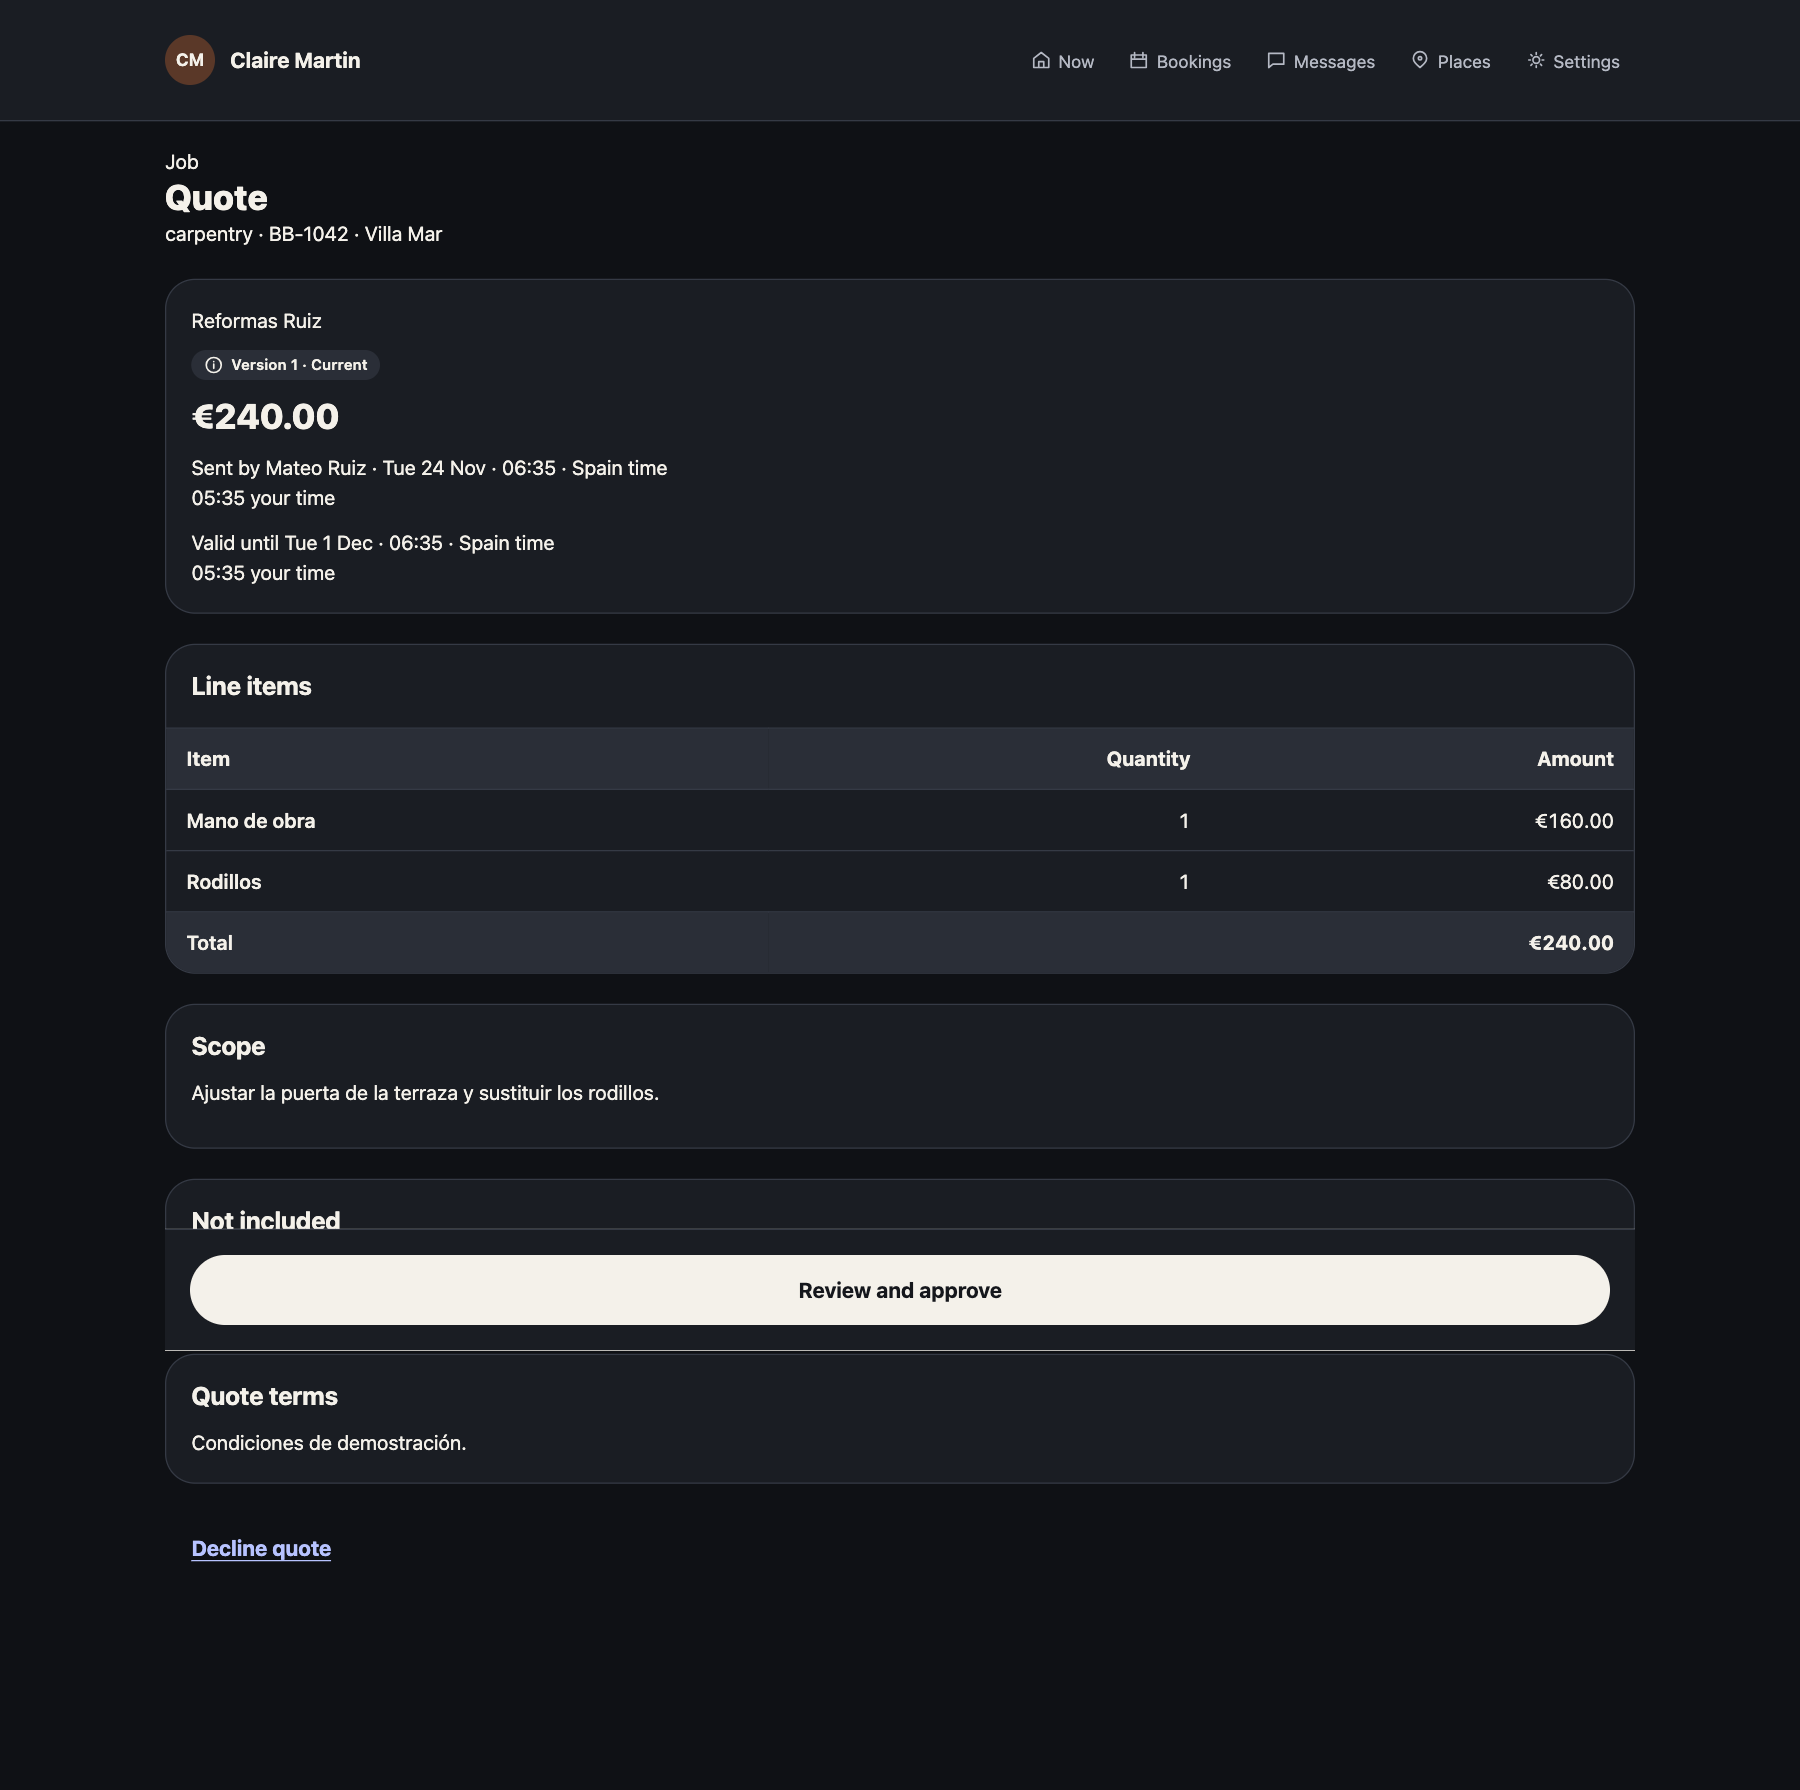 CM
Claire Martin
Now
Bookings
Messages
Places
Settings
Job
Quote
carpentry · BB-1042 · Villa Mar
Reformas Ruiz
Version 1 · Current
€240.00
Sent by Mateo Ruiz · Tue 24 Nov · 06:35 · Spain time
05:35 your time
Valid until Tue 1 Dec · 06:35 · Spain time
05:35 your time
Line items
Item Quantity Amount
Mano de obra 1 €160.00
Rodillos 1 €80.00
Total €240.00
Scope
Ajustar la puerta de la terraza y sustituir los rodillos.
Not included
Review and approve
Quote terms
Condiciones de demostración.
Decline quote